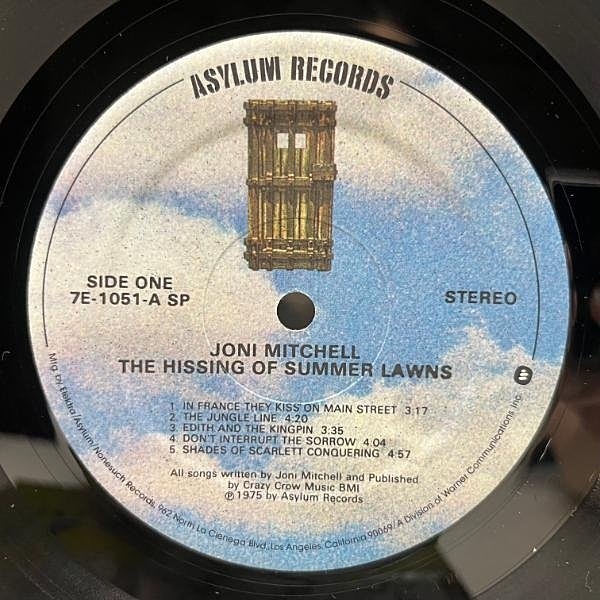 ASYLUM RECORDS
SIDE ONE
7E-1051-A SP
STEREO
JONI MITCHELL
THE HISSING OF SUMMER LAWNS
1. IN FRANCE THEY KISS ON MAIN STREET 3:17
2. THE JUNGLE LINE 4:20
3. EDITH AND THE KINGPIN 3:35
4. DON'T INTERRUPT THE SORROW 4:04
5. SHADES OF SCARLETT CONQUERING 4:57
All songs written by Joni Mitchell and Published
by Crazy Crow Music BMI
℗ 1975 by Asylum Records
Mfg. by Elektra/Asylum/Nonesuch Records, 962 North La Cienega Blvd., Los Angeles, California 90069/A Division of Warner Communications Inc.